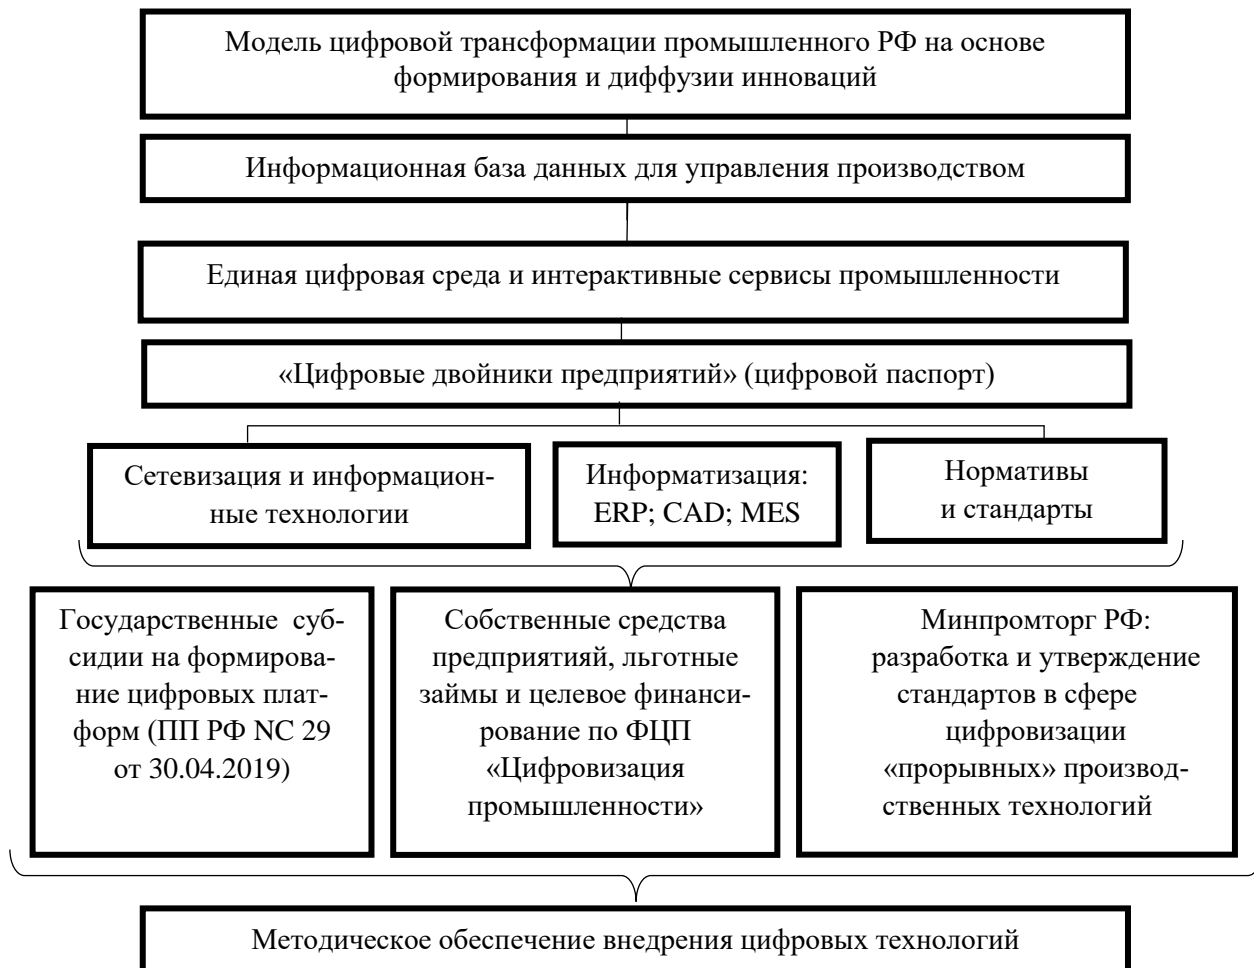 Модель цифровой трансформации промышленного РФ на основе
формирования и диффузии инноваций
Информационная база данных для управления производством
Единая цифровая среда и интерактивные сервисы промышленности
«Цифровые двойники предприятий» (цифровой паспорт)
Сетевизация и информацион-
ные технологии
Информатизация:
ERP; CAD; MES
Нормативы
и стандарты
Государственные суб-
сидии на формирова-
ние цифровых плат-
форм (ПП РФ NC 29
от 30.04.2019)
Собственные средства
предприятияй, льготные
займы и целевое финанси-
рование по ФЦП
«Цифровизация
промышленности»
Минпромторг РФ:
разработка и утверждение
стандартов в сфере
цифровизации
«прорывных» производ-
ственных технологий
Методическое обеспечение внедрения цифровых технологий